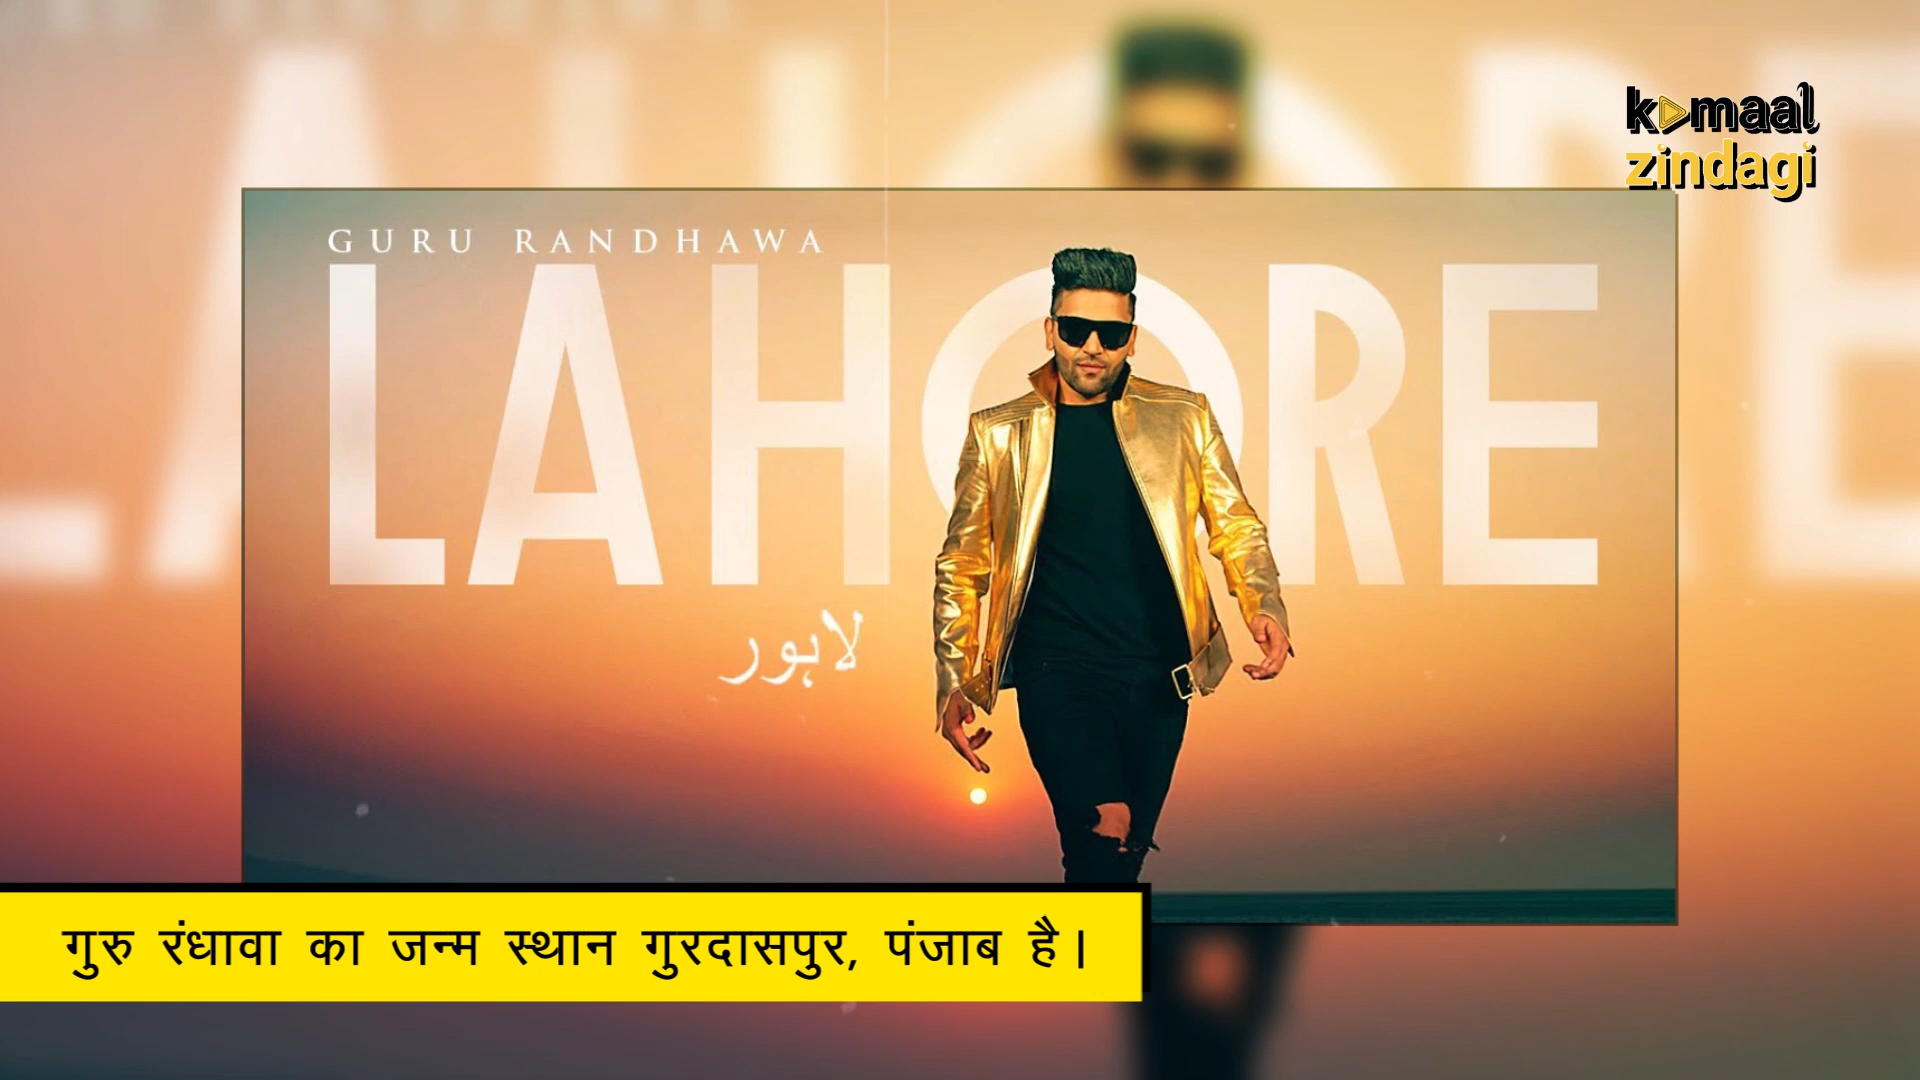 komaal
zindagi
GURU RANDHAWA
LAHORE
لاہور
गुरु रंधावा का जन्म स्थान गुरदासपुर, पंजाब है।